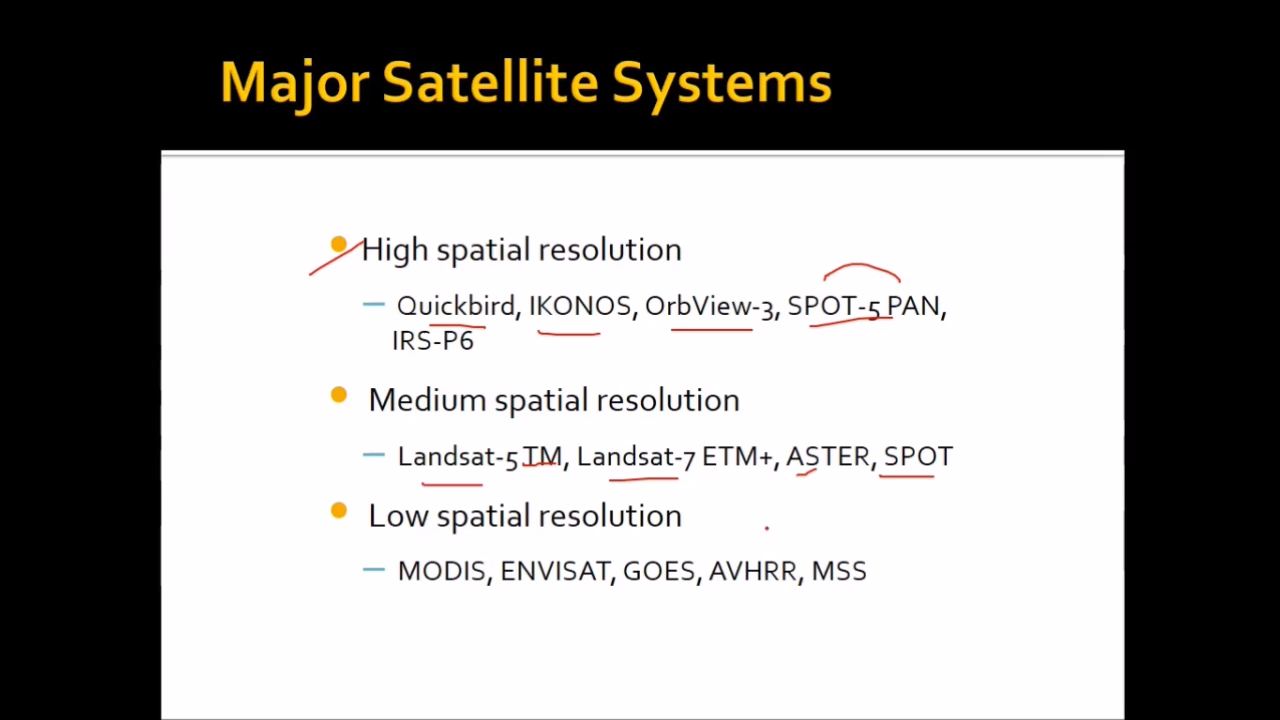 Major Satellite Systems
High spatial resolution
– Quickbird, IKONOS, OrbView-3, SPOT-5 PAN,
IRS-P6
Medium spatial resolution
– Landsat-5 TM, Landsat-7 ETM+, ASTER, SPOT
Low spatial resolution
– MODIS, ENVISAT, GOES, AVHRR, MSS